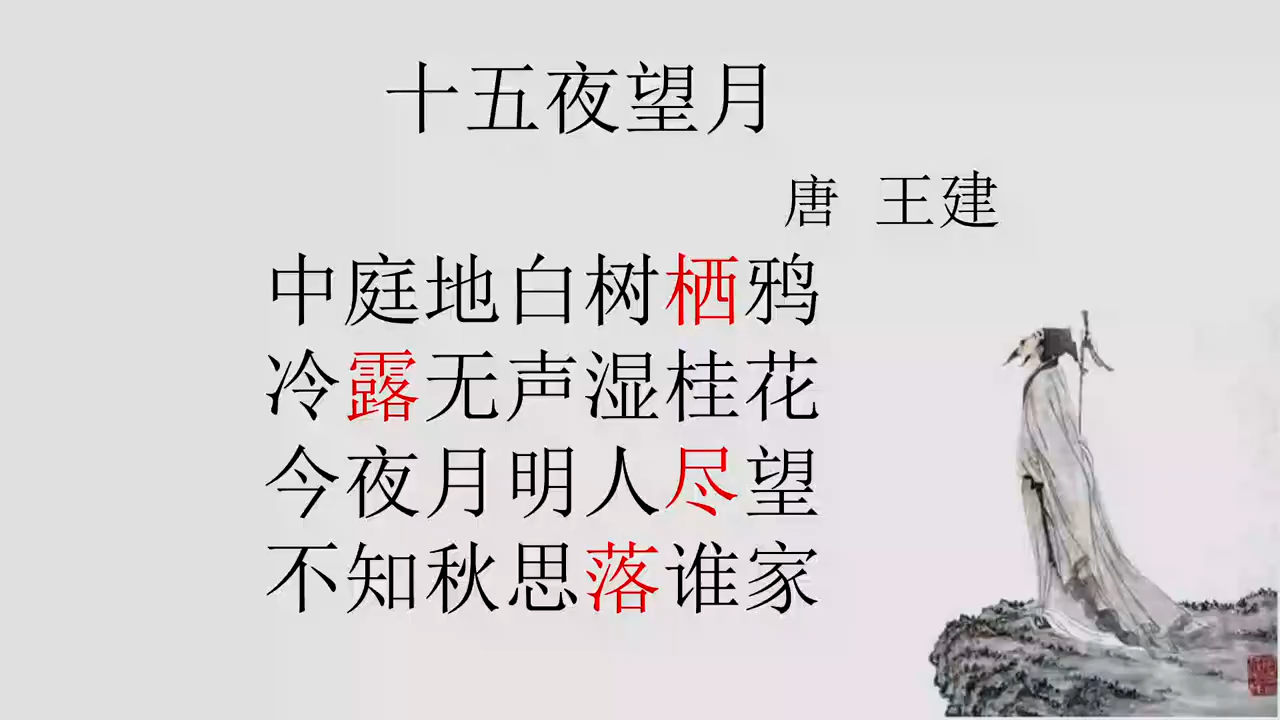 十五夜望月
唐 王建
中庭地白树栖鸦
冷露无声湿桂花
今夜月明人尽望
不知秋思落谁家